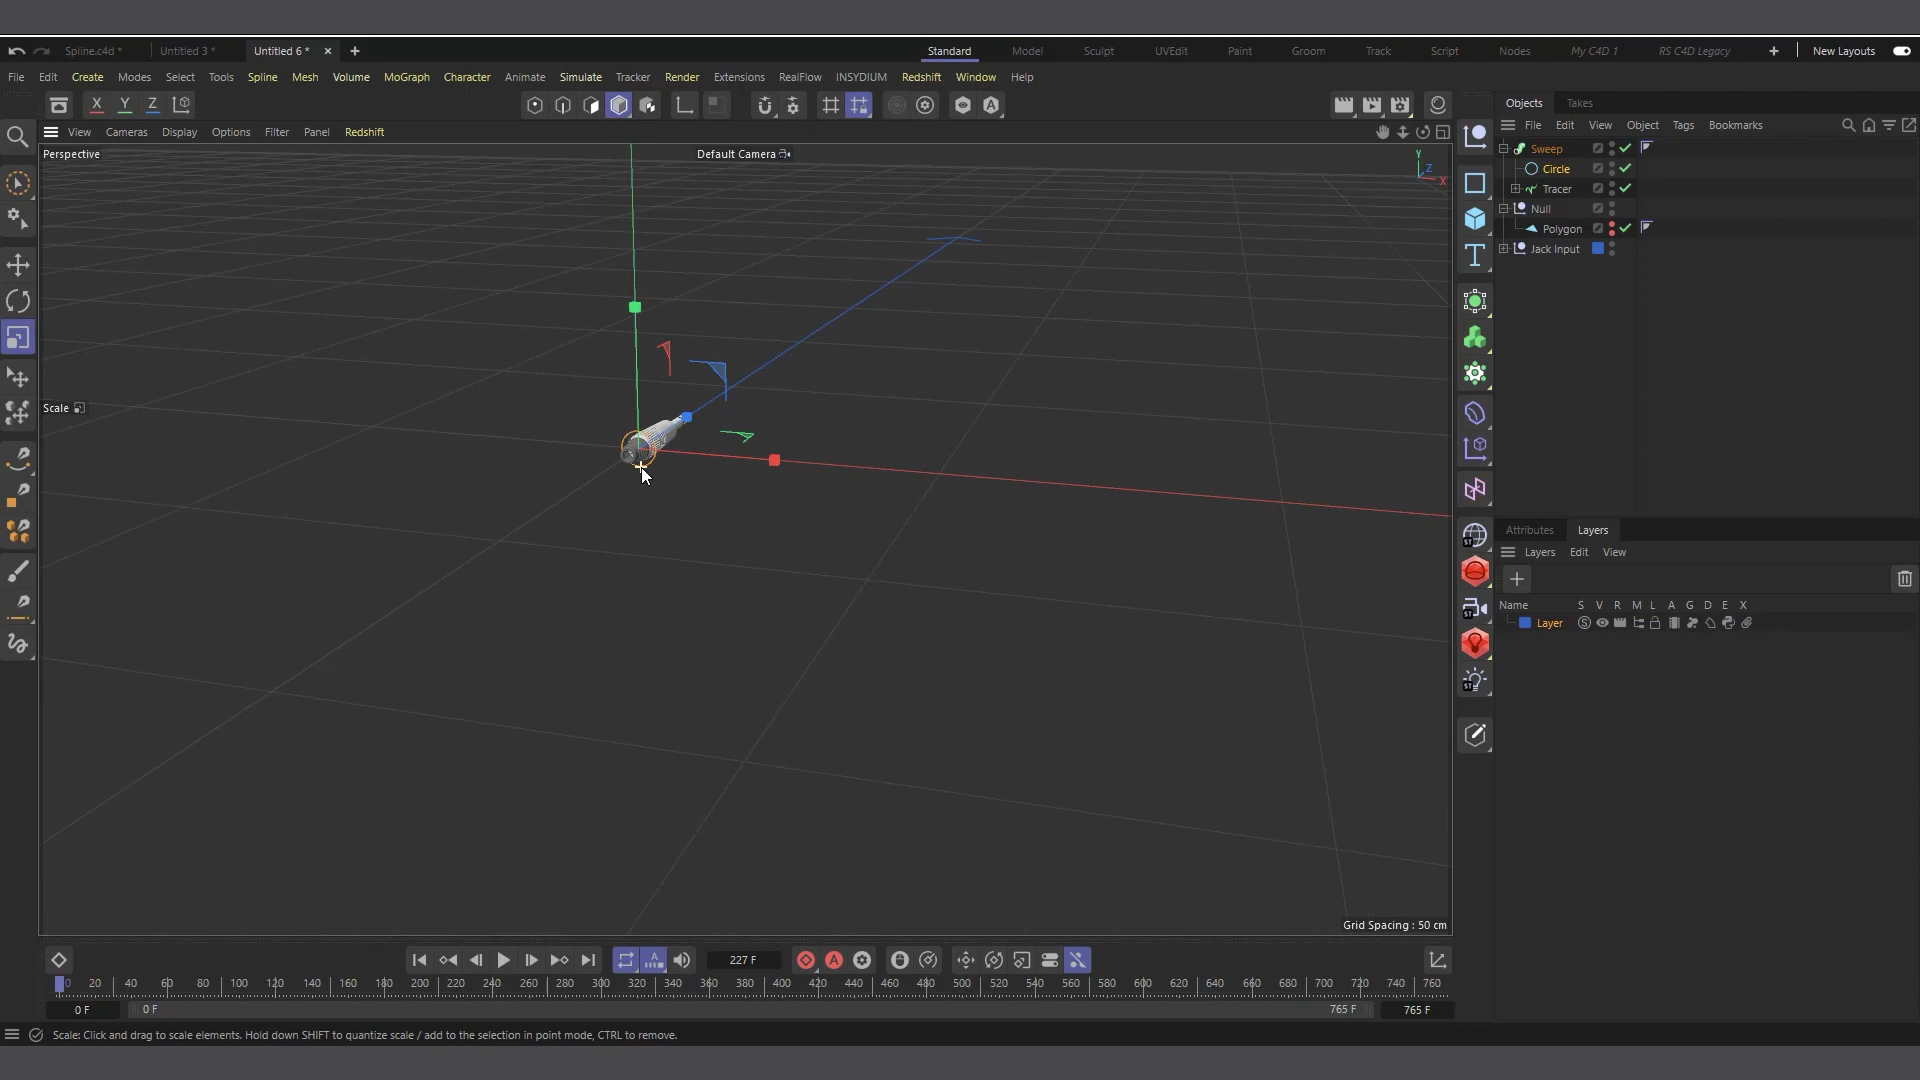 Spline.c4d *
Untitled 3 *
Untitled 6 *
Standard
Model
Sculpt
UVEdit
Paint
Groom
Track
Script
Nodes
My C4D 1
RS C4D Legacy
New Layouts
File Edit Create Modes Select Tools Spline Mesh Volume MoGraph Character Animate Simulate Tracker Render Extensions RealFlow INSYDIUM Redshift Window Help
X Y Z
Objects Takes
View Cameras Display Options Filter Panel Redshift
File Edit View Object Tags Bookmarks
Perspective
Default Camera
Y
Z
X
Sweep
Circle
Tracer
Null
Polygon
Jack Input
Scale
Attributes Layers
Layers Edit View
Name S V R M L A G D E X
Layer
Grid Spacing : 50 cm
227 F
0 20 40 60 80 100 120 140 160 180 200 220 240 260 280 300 320 340 360 380 400 420 440 460 480 500 520 540 560 580 600 620 640 660 680 700 720 740 760
0 F
0 F
765 F
765 F
Scale: Click and drag to scale elements. Hold down SHIFT to quantize scale / add to the selection in point mode, CTRL to remove.